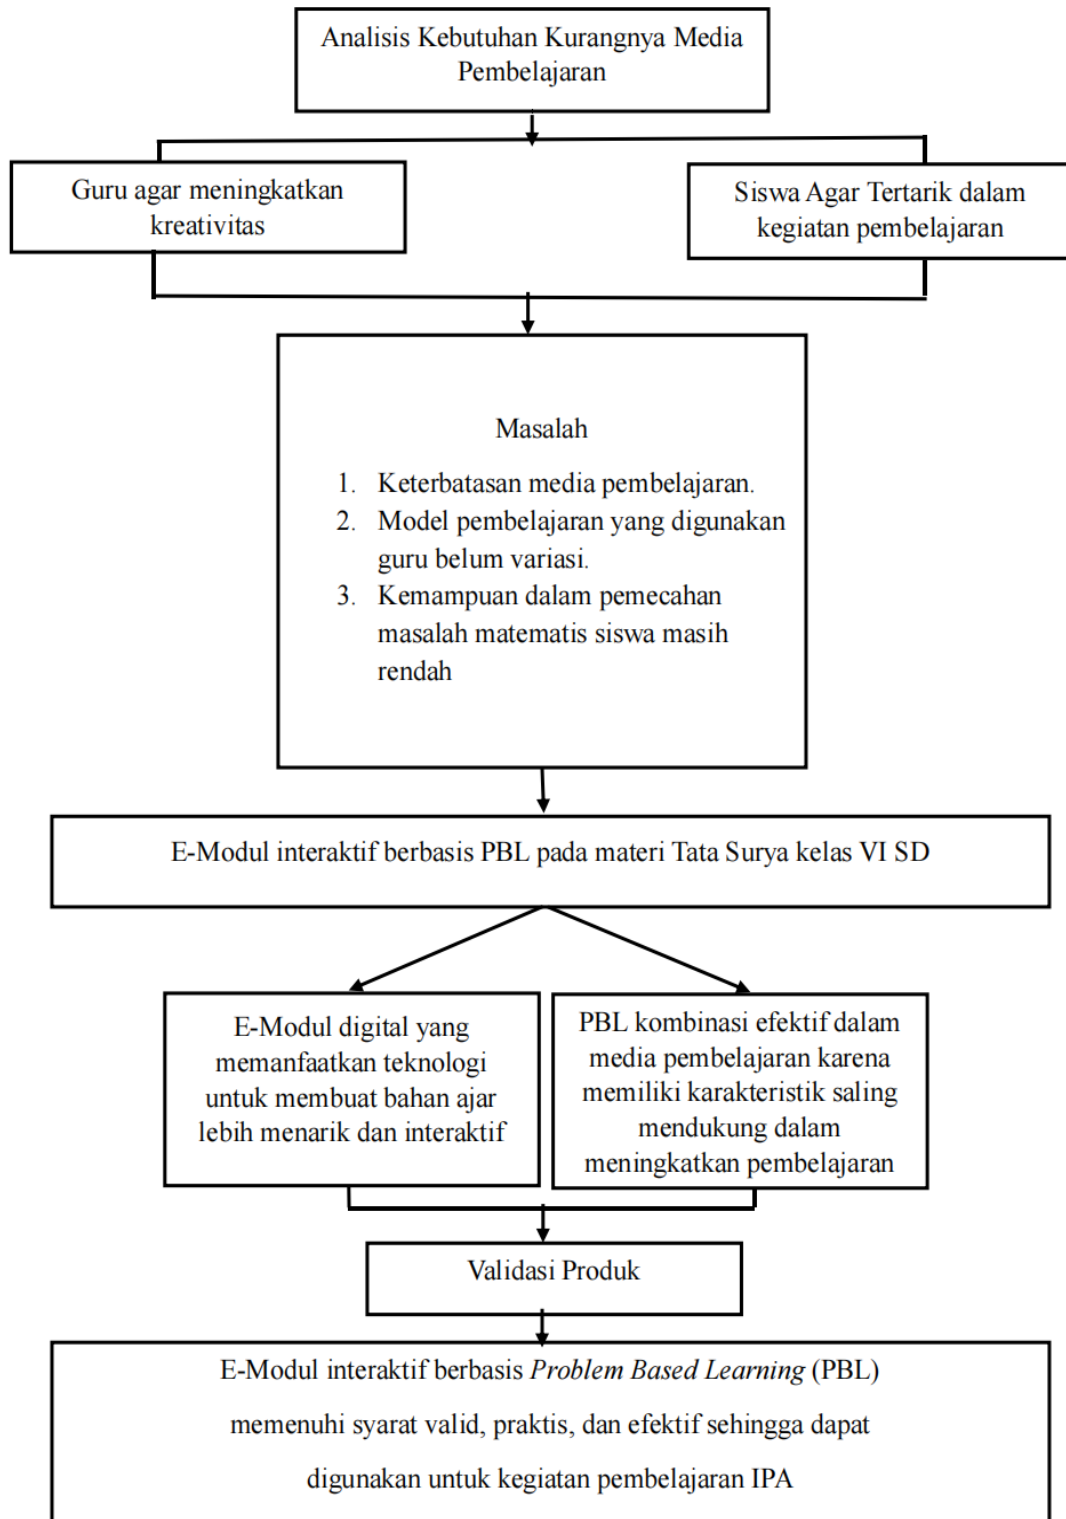 Analisis Kebutuhan Kurangnya Media
Pembelajaran
Guru agar meningkatkan
kreativitas
Siswa Agar Tertarik dalam
kegiatan pembelajaran
Masalah
1. Keterbatasan media pembelajaran.
2. Model pembelajaran yang digunakan
guru belum variasi.
3. Kemampuan dalam pemecahan
masalah matematis siswa masih
rendah
E-Modul interaktif berbasis PBL pada materi Tata Surya kelas VI SD
E-Modul digital yang
memanfaatkan teknologi
untuk membuat bahan ajar
lebih menarik dan interaktif
PBL kombinasi efektif dalam
media pembelajaran karena
memiliki karakteristik saling
mendukung dalam
meningkatkan pembelajaran
Validasi Produk
E-Modul interaktif berbasis Problem Based Learning (PBL)
memenuhi syarat valid, praktis, dan efektif sehingga dapat
digunakan untuk kegiatan pembelajaran IPA